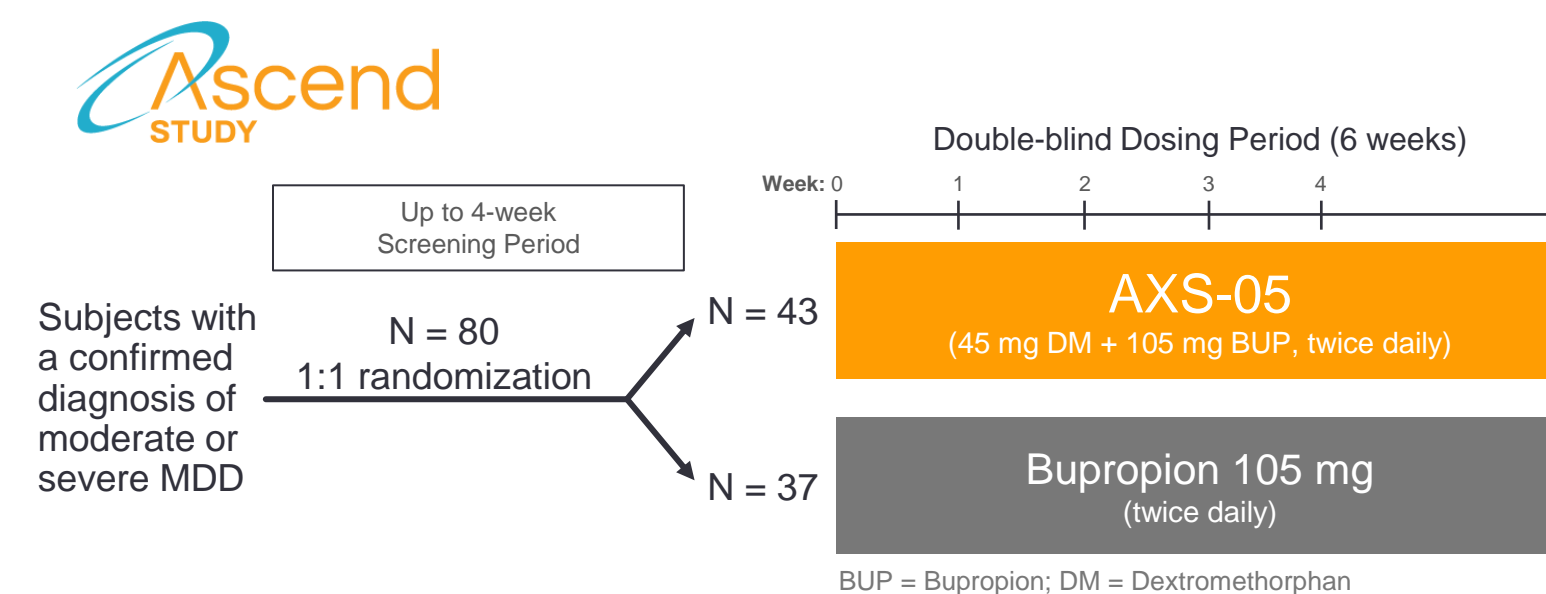 Ascend
STUDY
Double-blind Dosing Period (6 weeks)
Week: 0 1 2 3 4
Up to 4-week
Screening Period
Subjects with
a confirmed
diagnosis of
moderate or
severe MDD
N = 80
1:1 randomization
N = 43
AXS-05
(45 mg DM + 105 mg BUP, twice daily)
N = 37
Bupropion 105 mg
(twice daily)
BUP = Bupropion; DM = Dextromethorphan